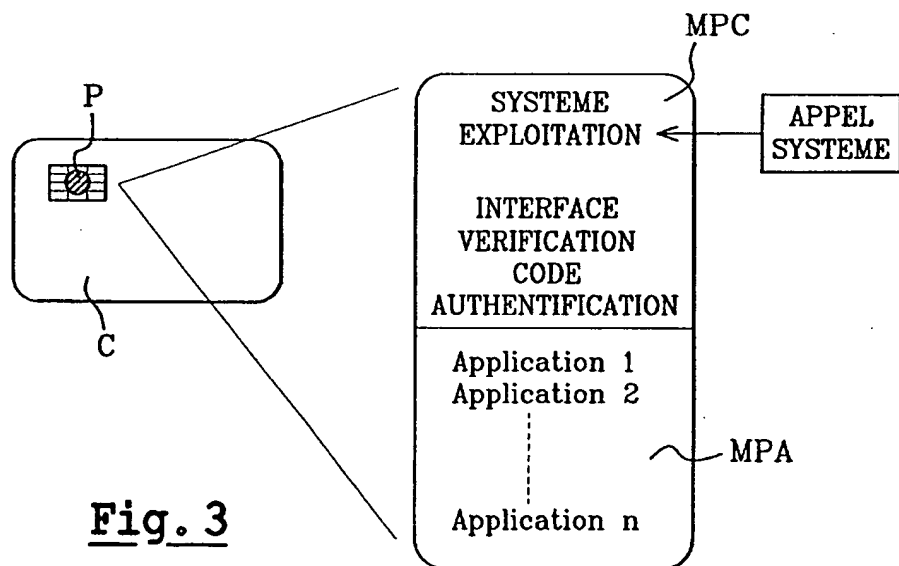 MPC
P
SYSTEME
EXPLOITATION
APPEL
SYSTEME
INTERFACE
VERIFICATION
CODE
AUTHENTIFICATION
C
Application 1
Application 2
MPA
Application n
Fig. 3